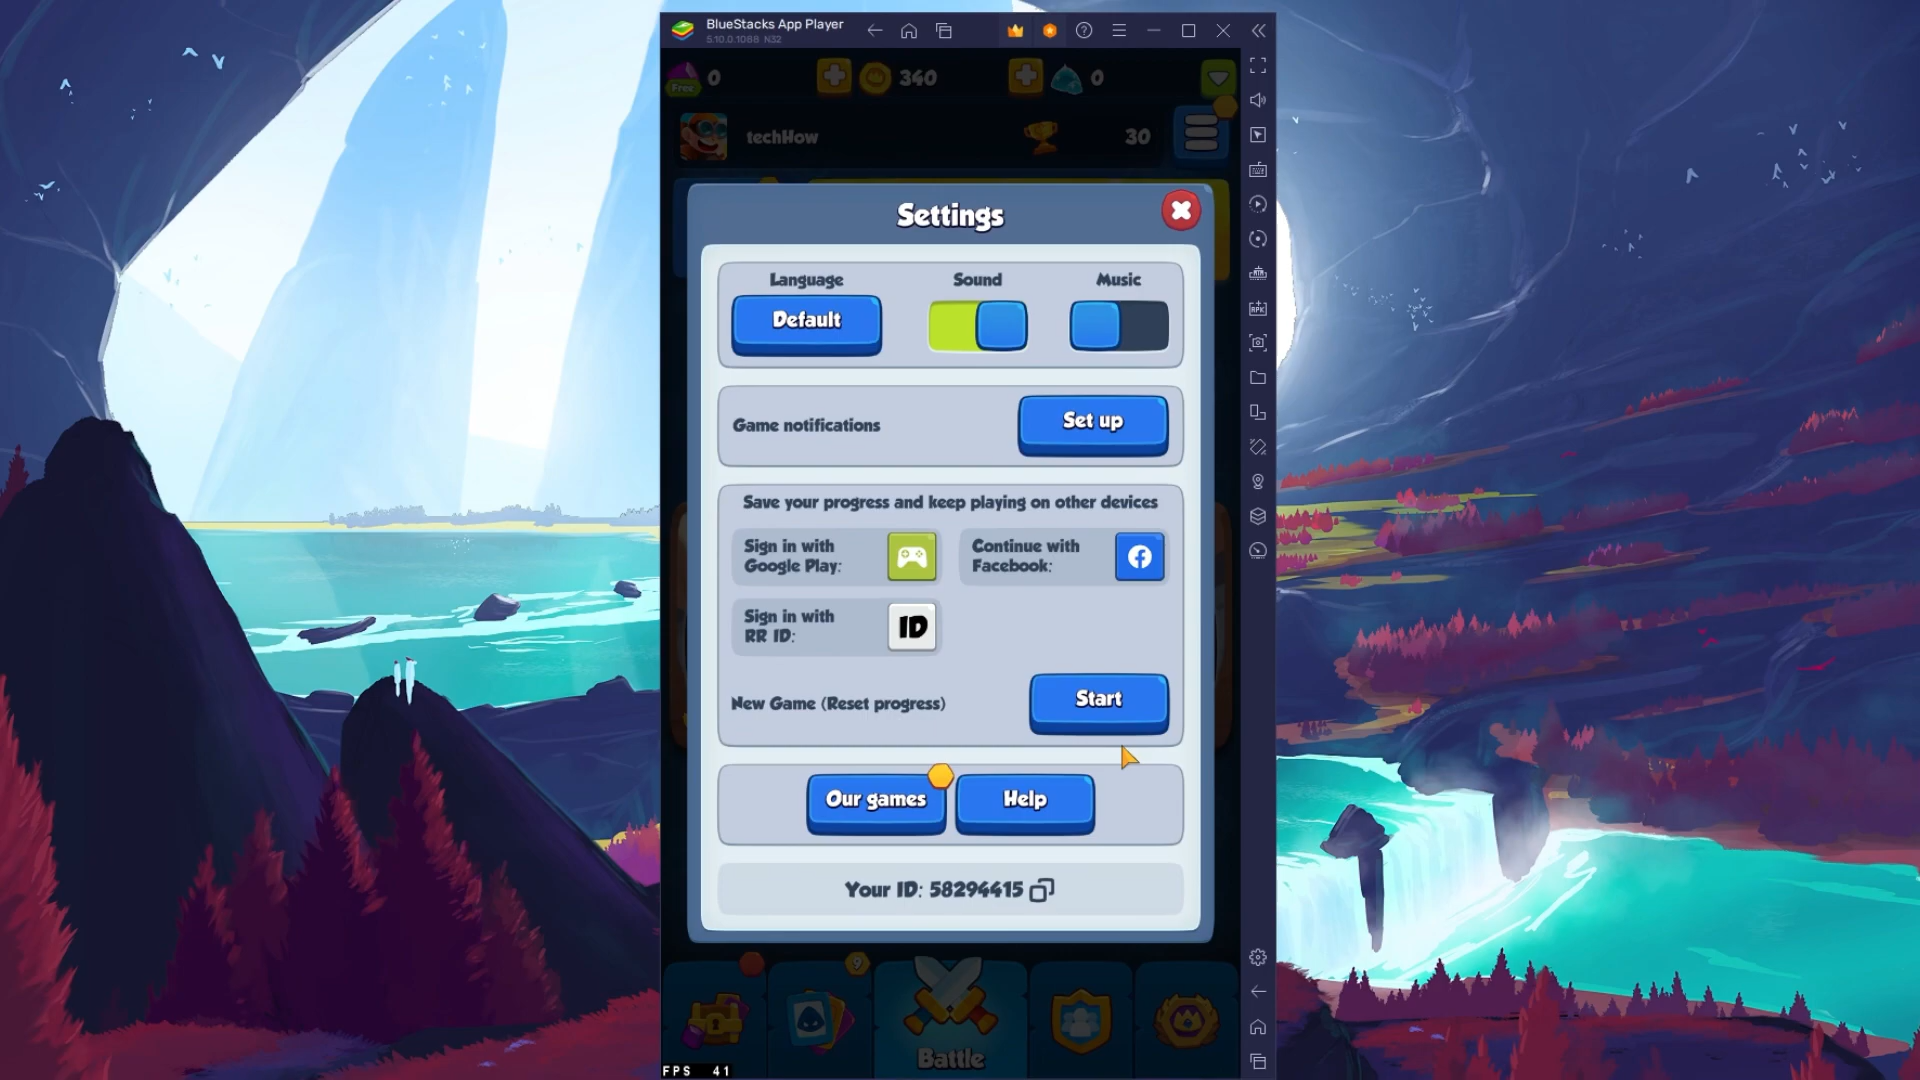 BlueStacks App Player
5.10.0.1088 N32
Free
0
340
0
techHow
30
Settings
Language
Sound
Music
Default
Game notifications
Set up
Save your progress and keep playing on other devices
Sign in with
Google Play:
Continue with
Facebook:
Sign in with
RR ID:
ID
New Game (Reset progress)
Start
Our games
Help
Your ID: 58294415
9
Battle
FPS 41